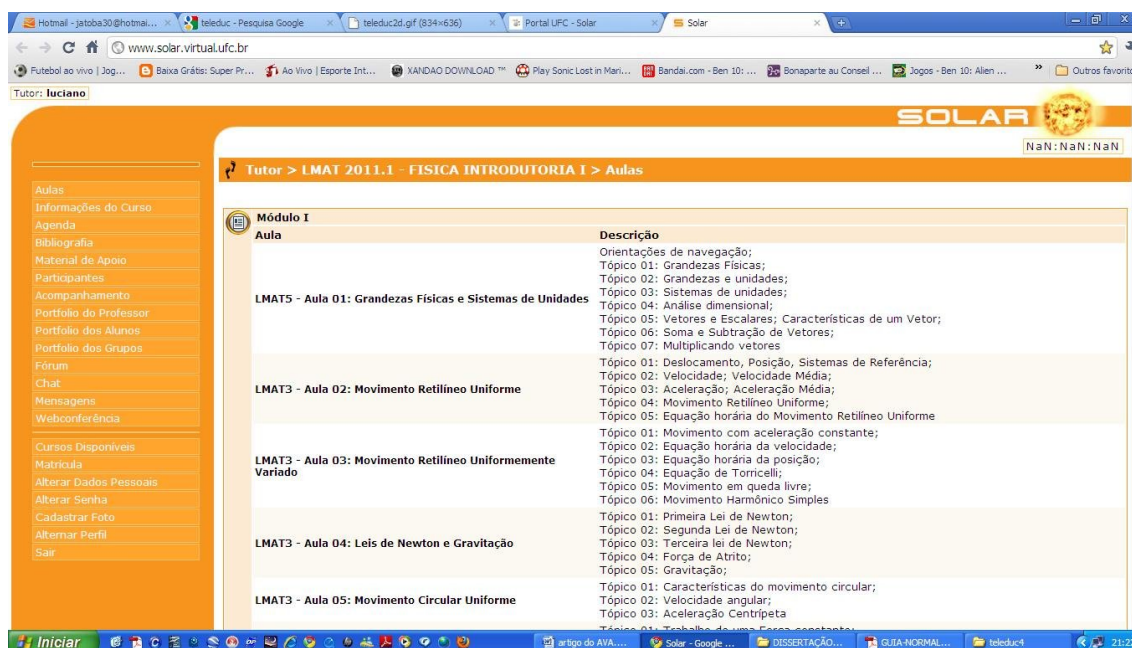 Hotmail - jatoba30@hotmai...
teleduc - Pesquisa Google
teleduc2d.gif (834×636)
Portal UFC - Solar
Solar
www.solar.virtual.ufc.br
Futebol ao vivo | Jog...
Baixa Grátis: Super Pr...
Ao Vivo | Esporte Int...
XANDAO DOWNLOAD ™
Play Sonic Lost in Mari...
Bandai.com - Ben 10: ...
Bonaparte au Conseil ...
Jogos - Ben 10: Alien ...
»
Outros favorito
Tutor: luciano
SOLAR
NaN:NaN:NaN
Tutor > LMAT 2011.1 - FISICA INTRODUTORIA I > Aulas
Aulas
Informações do Curso
Agenda
Bibliografia
Material de Apoio
Participantes
Acompanhamento
Portfolio do Professor
Portfolio dos Alunos
Portfolio dos Grupos
Fórum
Chat
Mensagens
Webconferência
Cursos Disponíveis
Matrícula
Alterar Dados Pessoais
Alterar Senha
Cadastrar Foto
Alternar Perfil
Sair
Módulo I
Aula
Descrição
LMAT5 - Aula 01: Grandezas Físicas e Sistemas de Unidades
Orientações de navegação;
Tópico 01: Grandezas Físicas;
Tópico 02: Grandezas e unidades;
Tópico 03: Sistemas de unidades;
Tópico 04: Análise dimensional;
Tópico 05: Vetores e Escalares; Características de um Vetor;
Tópico 06: Soma e Subtração de Vetores;
Tópico 07: Multiplicando vetores
LMAT3 - Aula 02: Movimento Retilíneo Uniforme
Tópico 01: Deslocamento, Posição, Sistemas de Referência;
Tópico 02: Velocidade; Velocidade Média;
Tópico 03: Aceleração; Aceleração Média;
Tópico 04: Movimento Retilíneo Uniforme;
Tópico 05: Equação horária do Movimento Retilíneo Uniforme
LMAT3 - Aula 03: Movimento Retilíneo Uniformemente
Variado
Tópico 01: Movimento com aceleração constante;
Tópico 02: Equação horária da velocidade;
Tópico 03: Equação horária da posição;
Tópico 04: Equação de Torricelli;
Tópico 05: Movimento em queda livre;
Tópico 06: Movimento Harmônico Simples
LMAT3 - Aula 04: Leis de Newton e Gravitação
Tópico 01: Primeira Lei de Newton;
Tópico 02: Segunda Lei de Newton;
Tópico 03: Terceira lei de Newton;
Tópico 04: Força de Atrito;
Tópico 05: Gravitação;
LMAT3 - Aula 05: Movimento Circular Uniforme
Tópico 01: Características do movimento circular;
Tópico 02: Velocidade angular;
Tópico 03: Aceleração Centrípeta
Tópico 01: Trabalho de uma Força constante;
Iniciar
artigo do AVA....
Solar - Google ...
DISSERTAÇÃO...
GUIA-NORMAL...
teleduc4